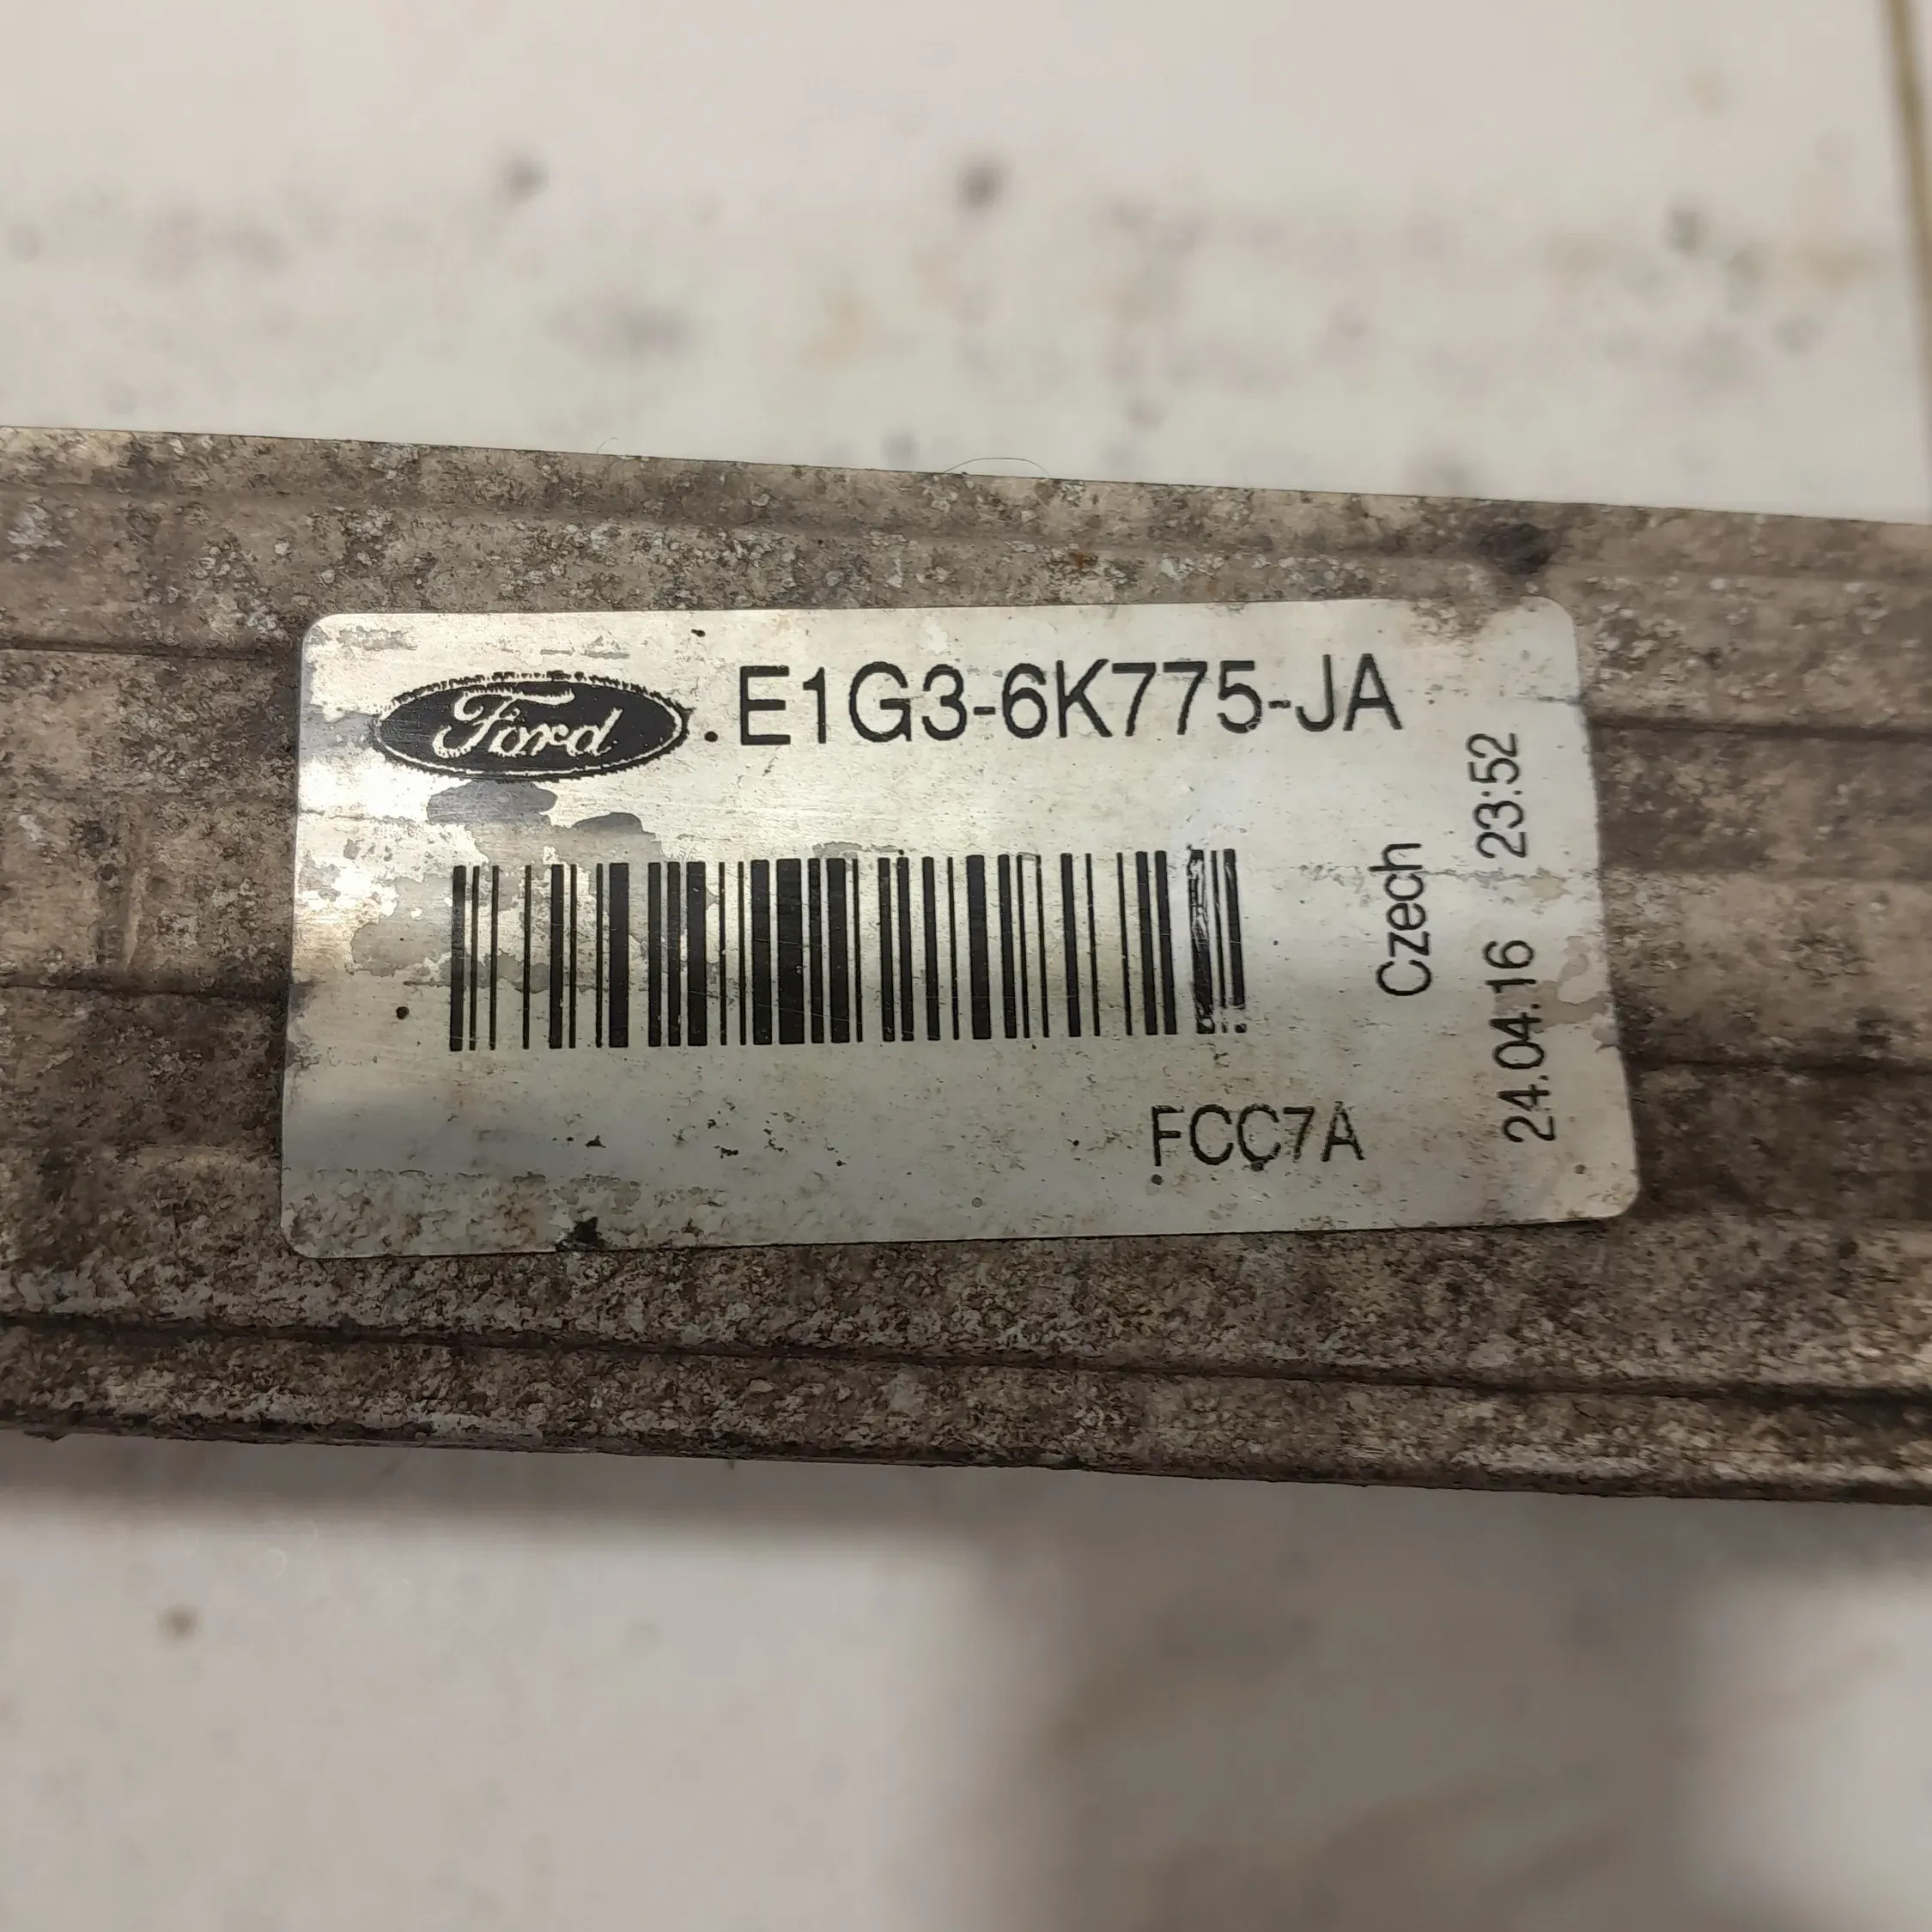 Ford E1G3-6K775-JA
Czech
24.04.16 23:52
FCC7A